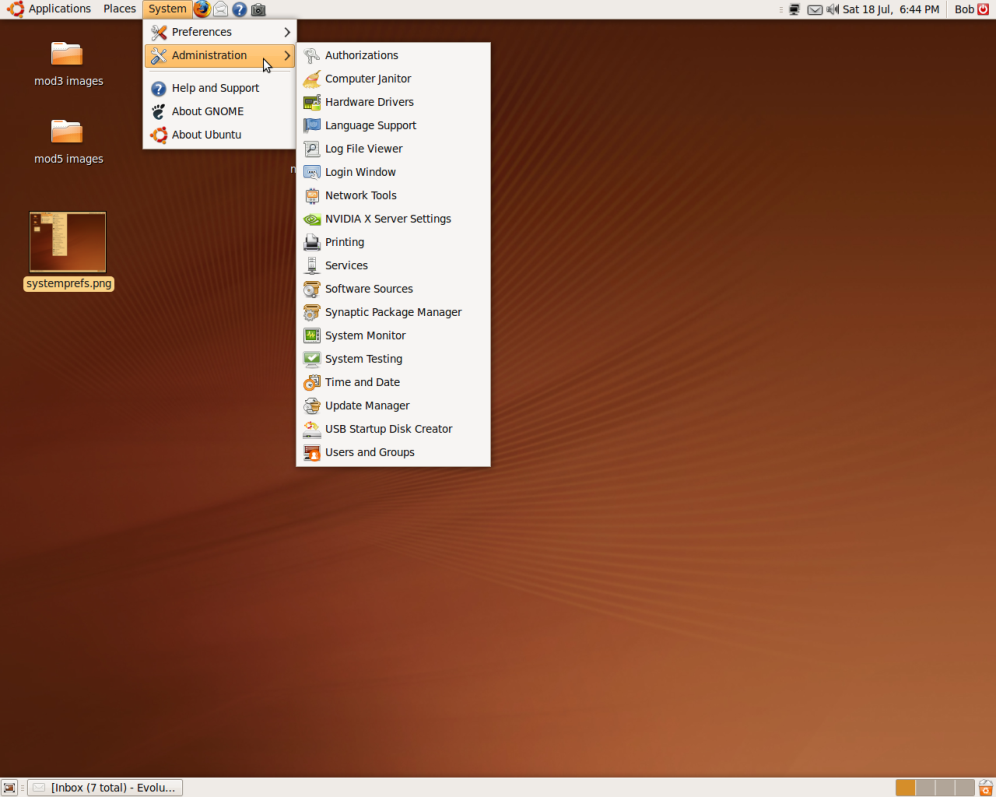 Applications Places System Sat 18 Jul, 6:44 PM Bob
Preferences
Administration
Help and Support
About GNOME
About Ubuntu
Authorizations
Computer Janitor
Hardware Drivers
Language Support
Log File Viewer
Login Window
Network Tools
NVIDIA X Server Settings
Printing
Services
Software Sources
Synaptic Package Manager
System Monitor
System Testing
Time and Date
Update Manager
USB Startup Disk Creator
Users and Groups
mod3 images
mod5 images
systemprefs.png
[Inbox (7 total) - Evolu...